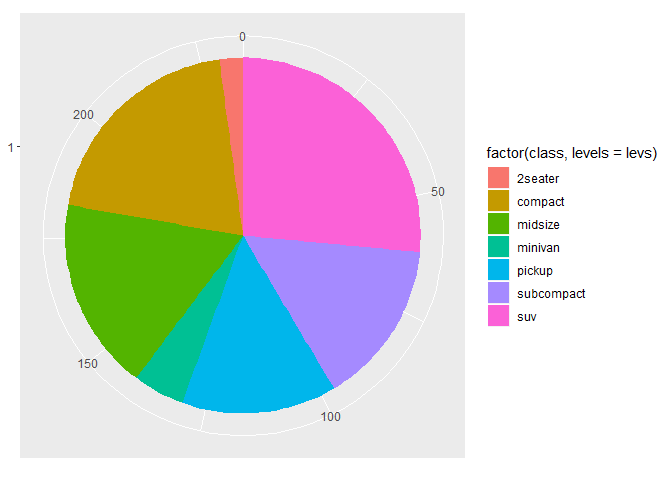 0
200
1
50
150
100
factor(class, levels = levs)
2seater
compact
midsize
minivan
pickup
subcompact
suv